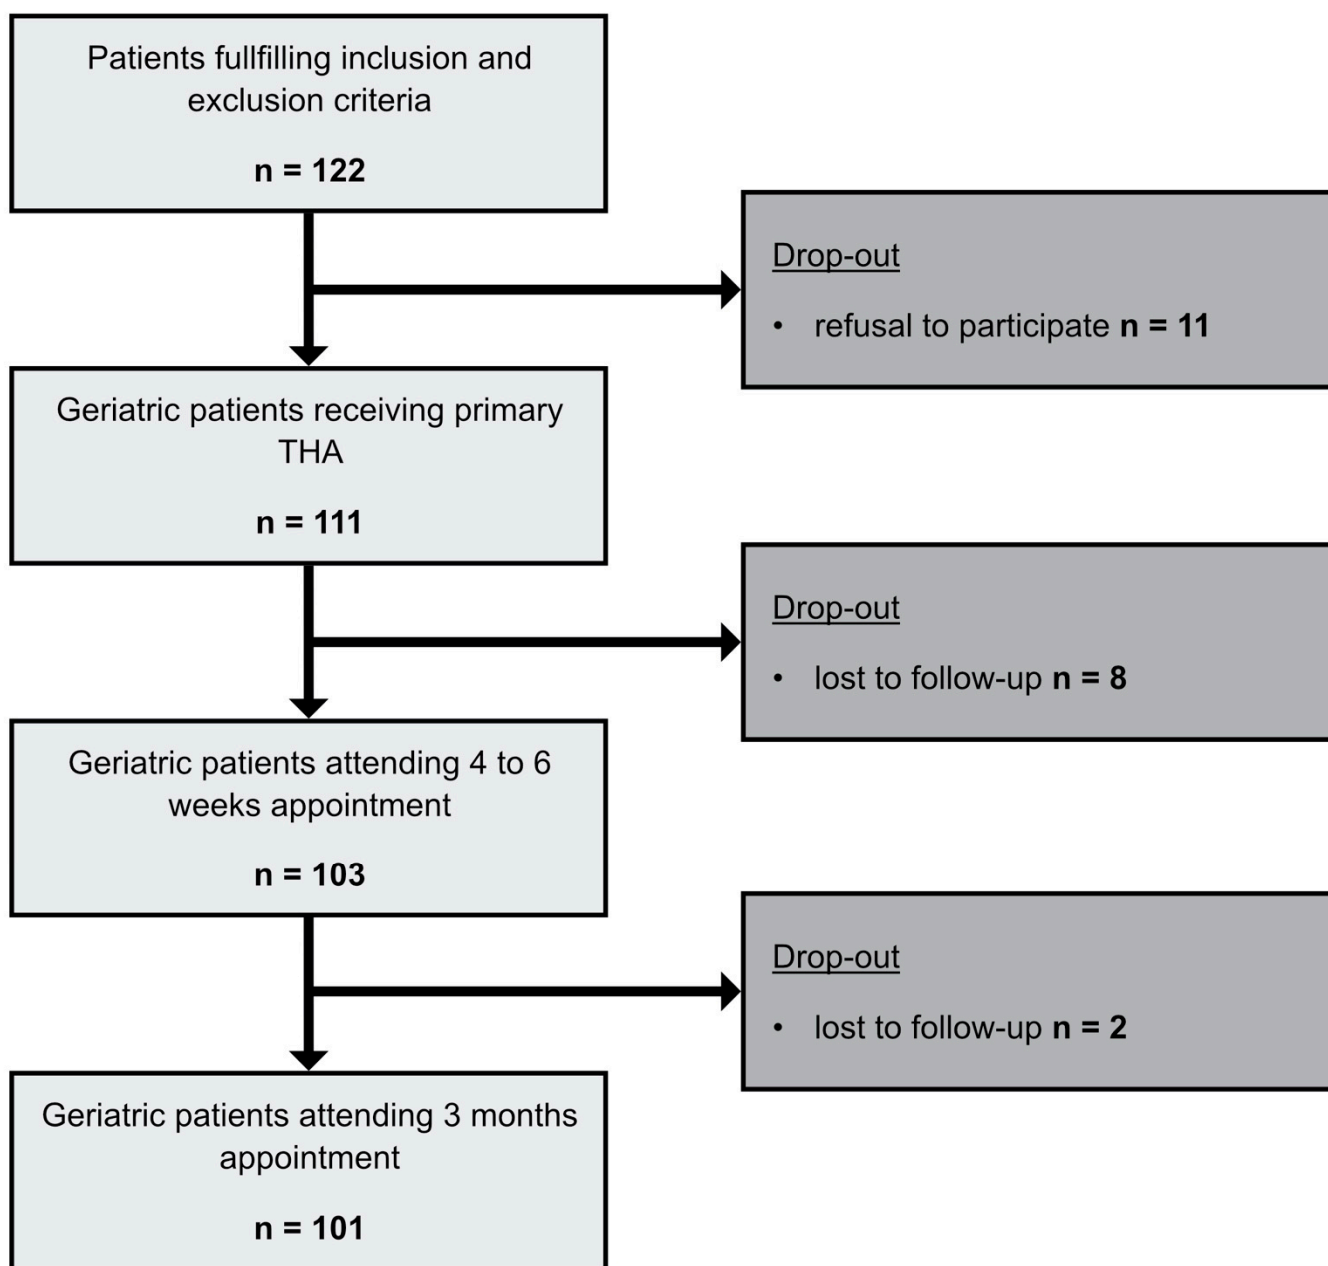 Patients fullfilling inclusion and
exclusion criteria
n = 122
Drop-out
• refusal to participate n = 11
Geriatric patients receiving primary
THA
n = 111
Drop-out
• lost to follow-up n = 8
Geriatric patients attending 4 to 6
weeks appointment
n = 103
Drop-out
• lost to follow-up n = 2
Geriatric patients attending 3 months
appointment
n = 101